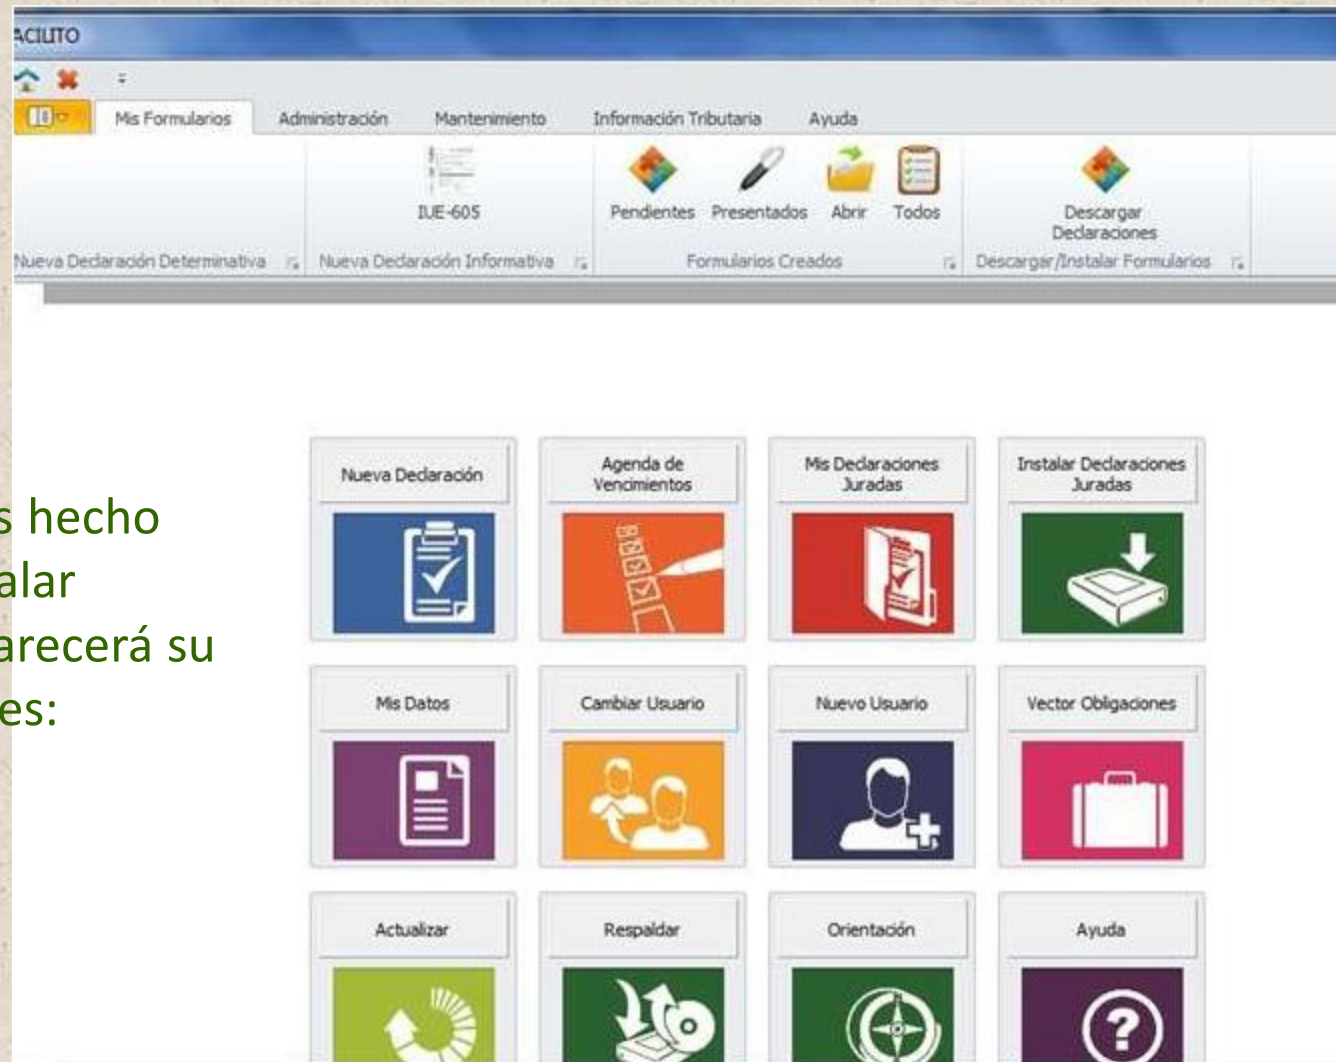 ACILITO
Mis Formularios Administración Mantenimiento Información Tributaria Ayuda
IUE-605
Pendientes Presentados Abrir Todos
Descargar
Declaraciones
Nueva Declaración Determinativa Nueva Declaración Informativa Formularios Creados Descargar/Instalar Formularios
s hecho
alar
arecerá su
es:
Nueva Declaración
Agenda de
Vencimientos
Mis Declaraciones
Juradas
Instalar Declaraciones
Juradas
Mis Datos
Cambiar Usuario
Nuevo Usuario
Vector Obligaciones
Actualizar
Respaldar
Orientación
Ayuda
?